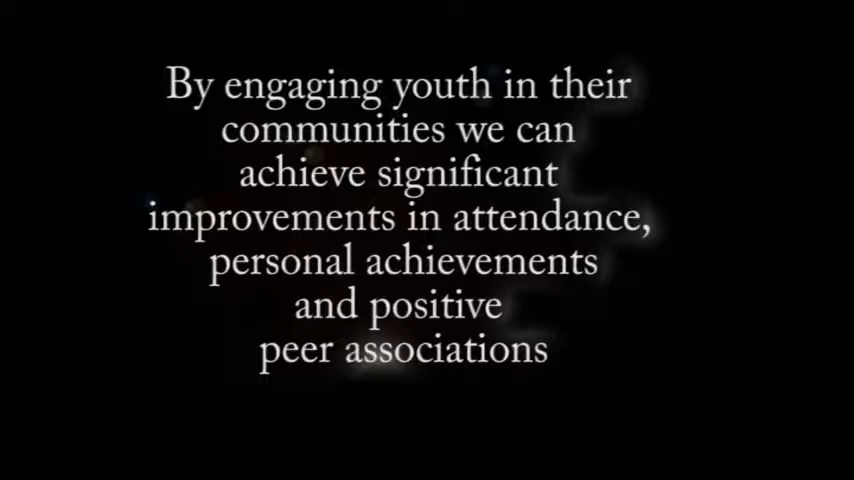 By engaging youth in their
communities we can
achieve significant
improvements in attendance,
personal achievements
and positive
peer associations